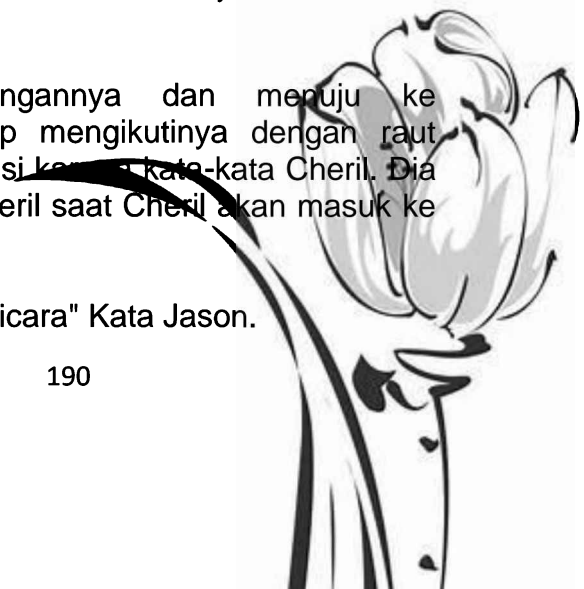 ngannya dan menuju ke
p mengikutinya dengan raut
si karena kata-kata Cheril. Dia
eril saat Cheril akan masuk ke
icara" Kata Jason.
190